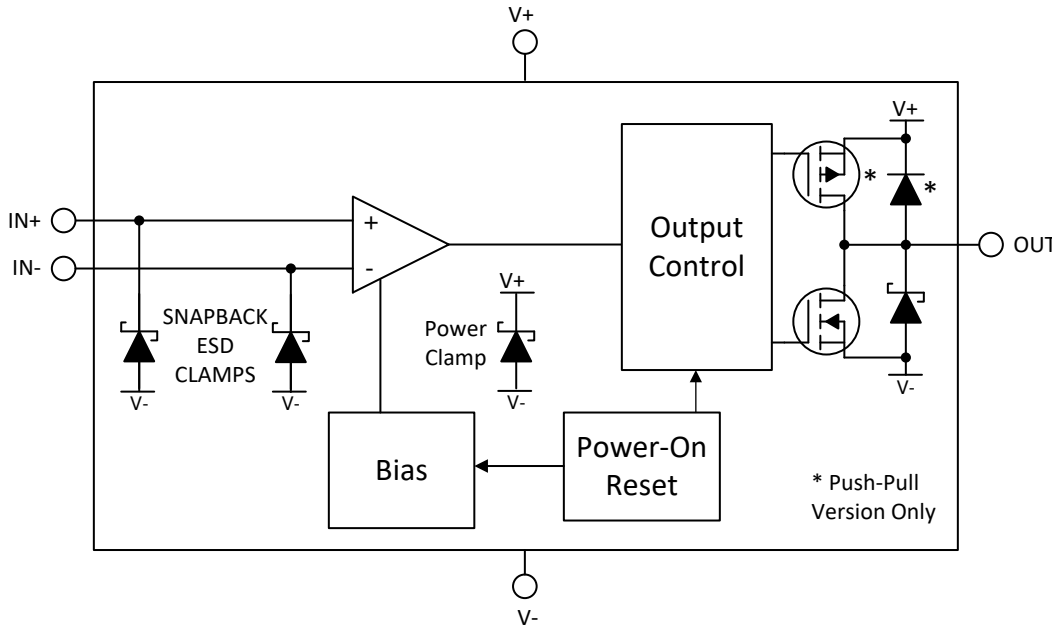 V+
V+
*
*
IN+
+
Output
Control
OUT
IN-
-
V+
SNAPBACK
ESD
CLAMPS
Power
Clamp
V-
V-
V-
V-
Bias
Power-On
Reset
* Push-Pull
Version Only
V-